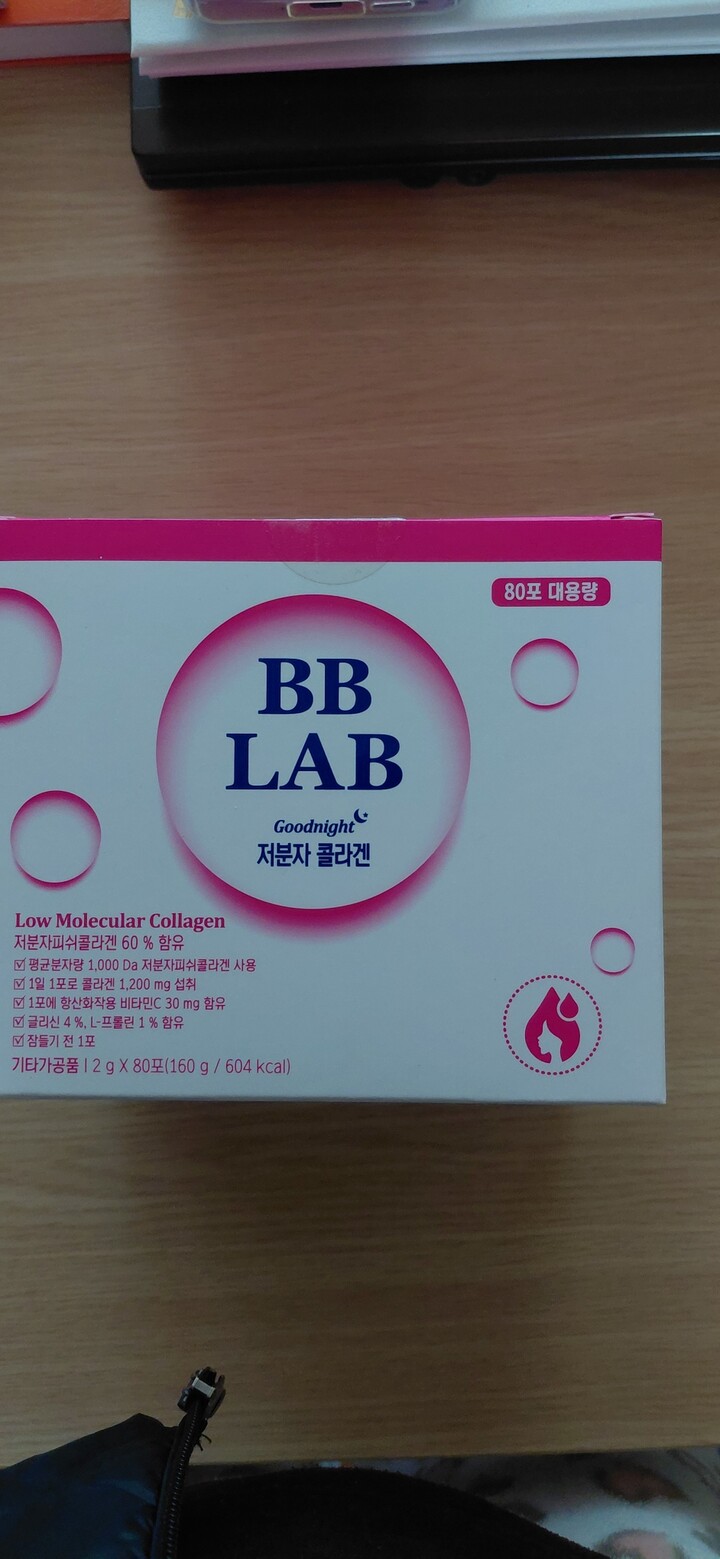 80포 대용량
BB
LAB
Goodnight
저분자 콜라겐
Low Molecular Collagen
저분자피쉬콜라겐 60 % 함유
☑ 평균분자량 1,000 Da 저분자피쉬콜라겐 사용
☑ 1일 1포로 콜라겐 1,200 mg 섭취
☑ 1포에 항산화작용 비타민C 30 mg 함유
☑ 글리신 4 %, L-프롤린 1 % 함유
☑ 잠들기 전 1포
기타가공품 | 2 g X 80포(160 g / 604 kcal)